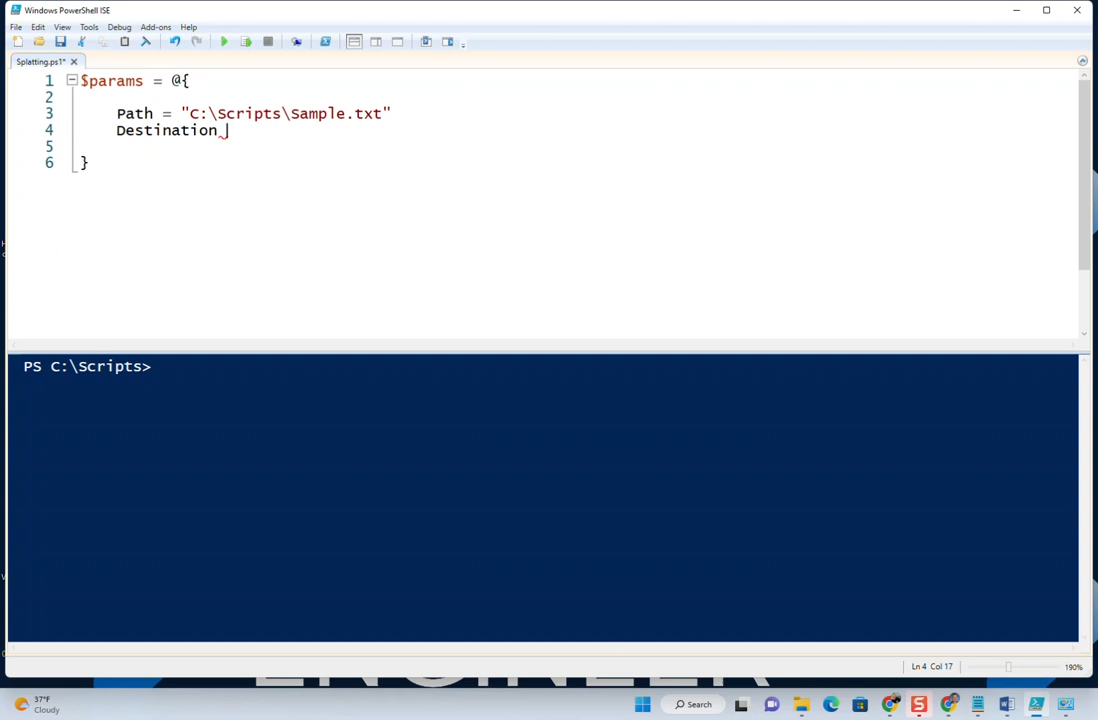 Windows PowerShell ISE
File Edit View Tools Debug Add-ons Help
Splatting.ps1*
1 $params = @{
2
3 Path = "C:\Scripts\Sample.txt"
4 Destination
5
6 }
PS C:\Scripts>
Ln 4 Col 17 190%
ENGINEER
37°F
Cloudy
Search